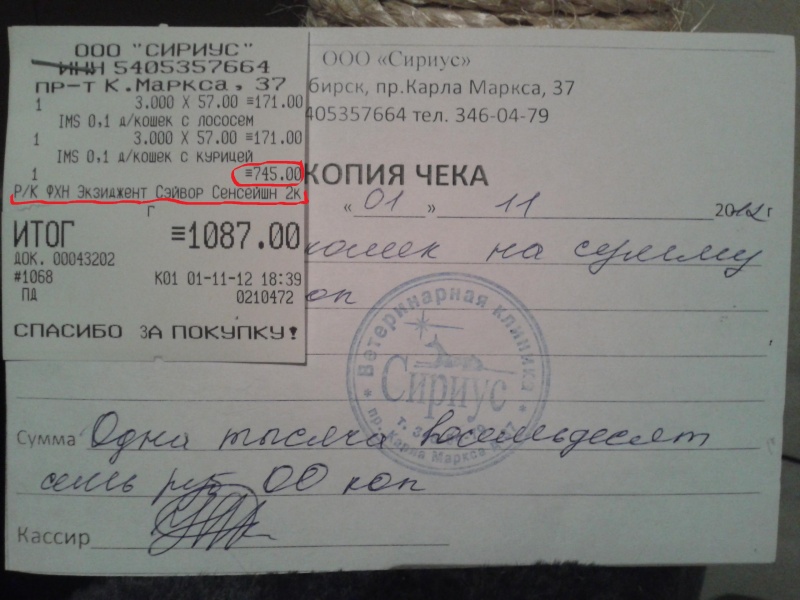 ООО "СИРИУС"
ИНН 5405357664
ПР-Т К.МАРКСА, 37
1 3.000 X 57.00 ≡171.00
IMS 0,1 д/кошек с лососем
1 3.000 X 57.00 ≡171.00
IMS 0,1 д/кошек с курицей
1 ≡745.00
Р/К ФХН Экзиджент Сэйвор Сенсейшн 2к
г
ИТОГ ≡1087.00
ДОК. 00043202
#1068 К01 01-11-12 18:39
ПД 0210472
СПАСИБО ЗА ПОКУПКУ!
ООО «Сириус»
бирск, пр.Карла Маркса, 37
405357664 тел. 346-04-79
КОПИЯ ЧЕКА
«01» 11 2012г
кошек на сумму
коп
Ветеринарная клиника
Сириус
пр. Карла Маркса
Сумма Одна тысяча восемьдесят
семь руб 00 коп
Кассир